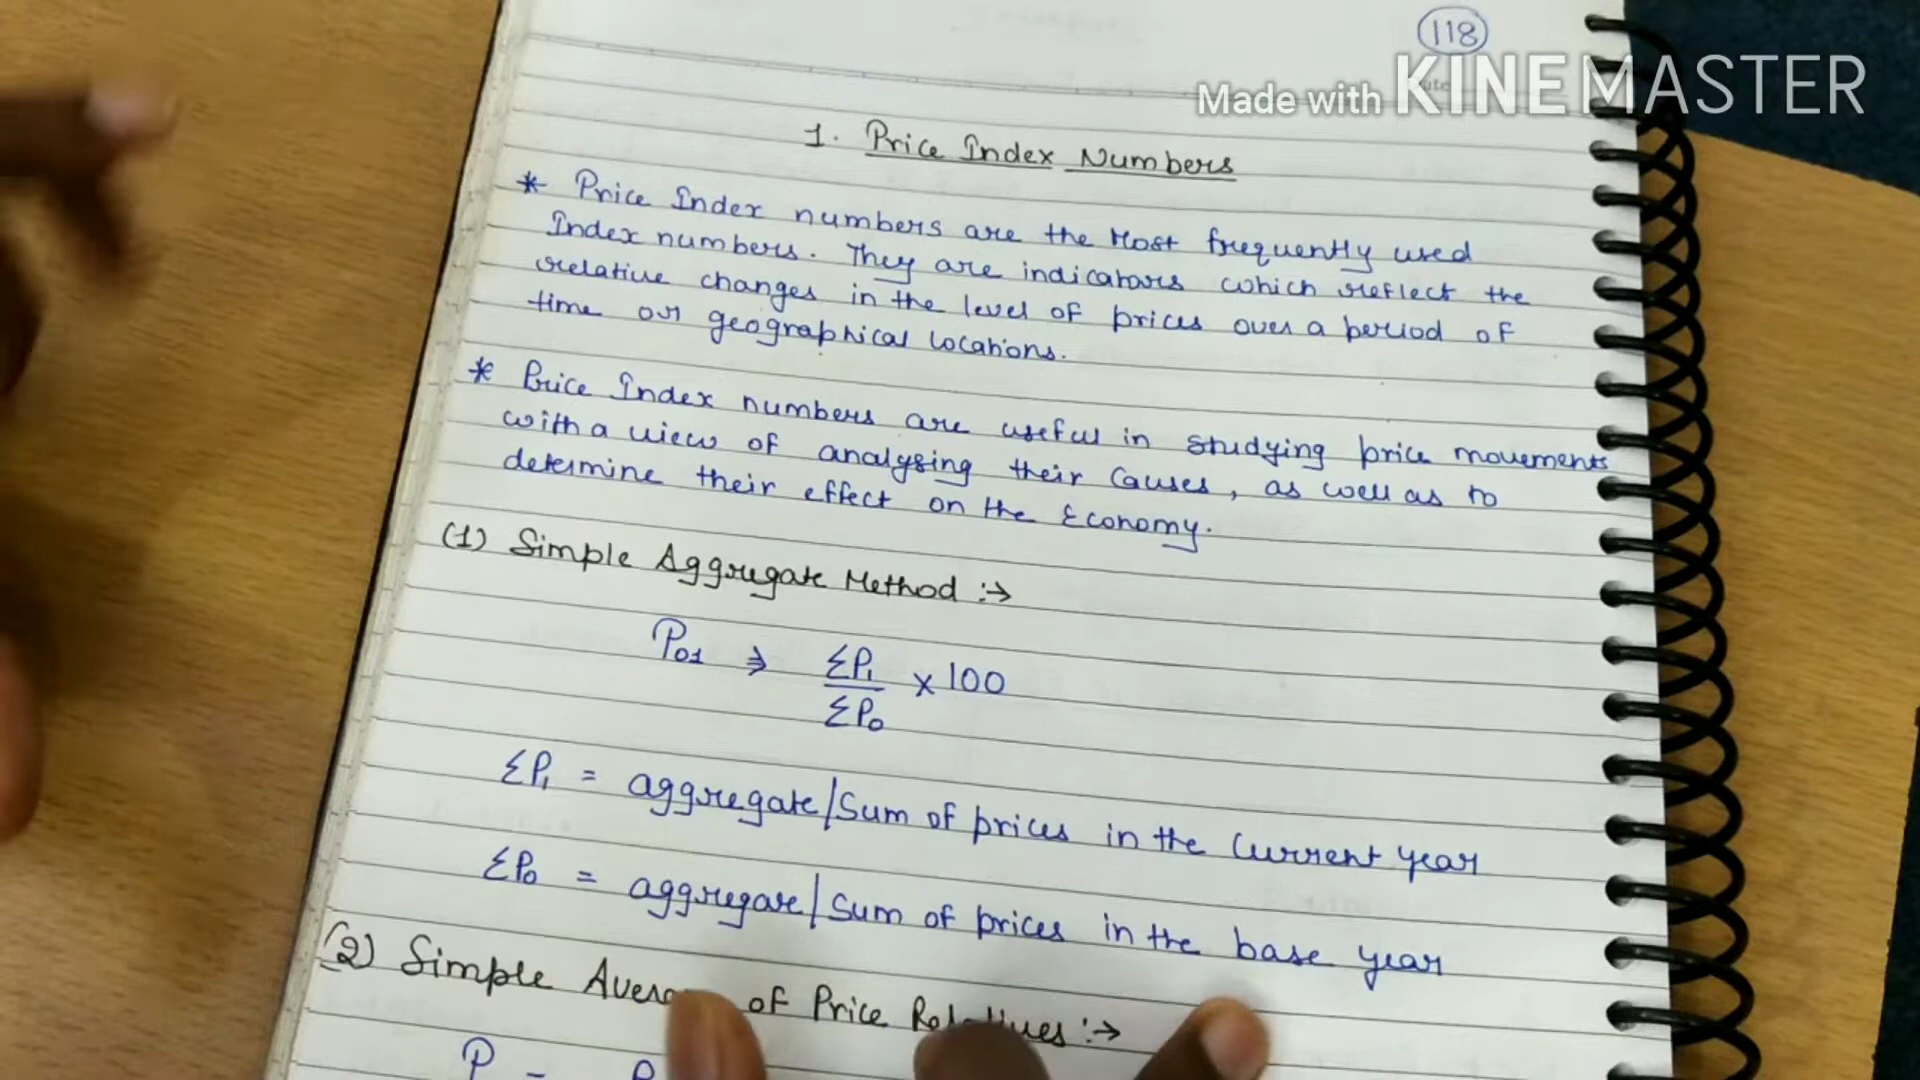 118
Made with KINEMASTER
1. Price Index Numbers
* Price Index numbers are the Most frequently used
Index numbers. They are indicators which reflect the
relative changes in the level of prices over a period of
time or geographical locations.
* Price Index numbers are useful in studying price movements
with a view of analysing their Causes, as well as to
determine their effect on the Economy.
(1) Simple Aggregate Method :→
P₀₁ ⇒ ΣP₁/ΣP₀ × 100
ΣP₁ = aggregate/Sum of prices in the Current year
ΣP₀ = aggregate/Sum of prices in the base year
(2) Simple of Price :→
P